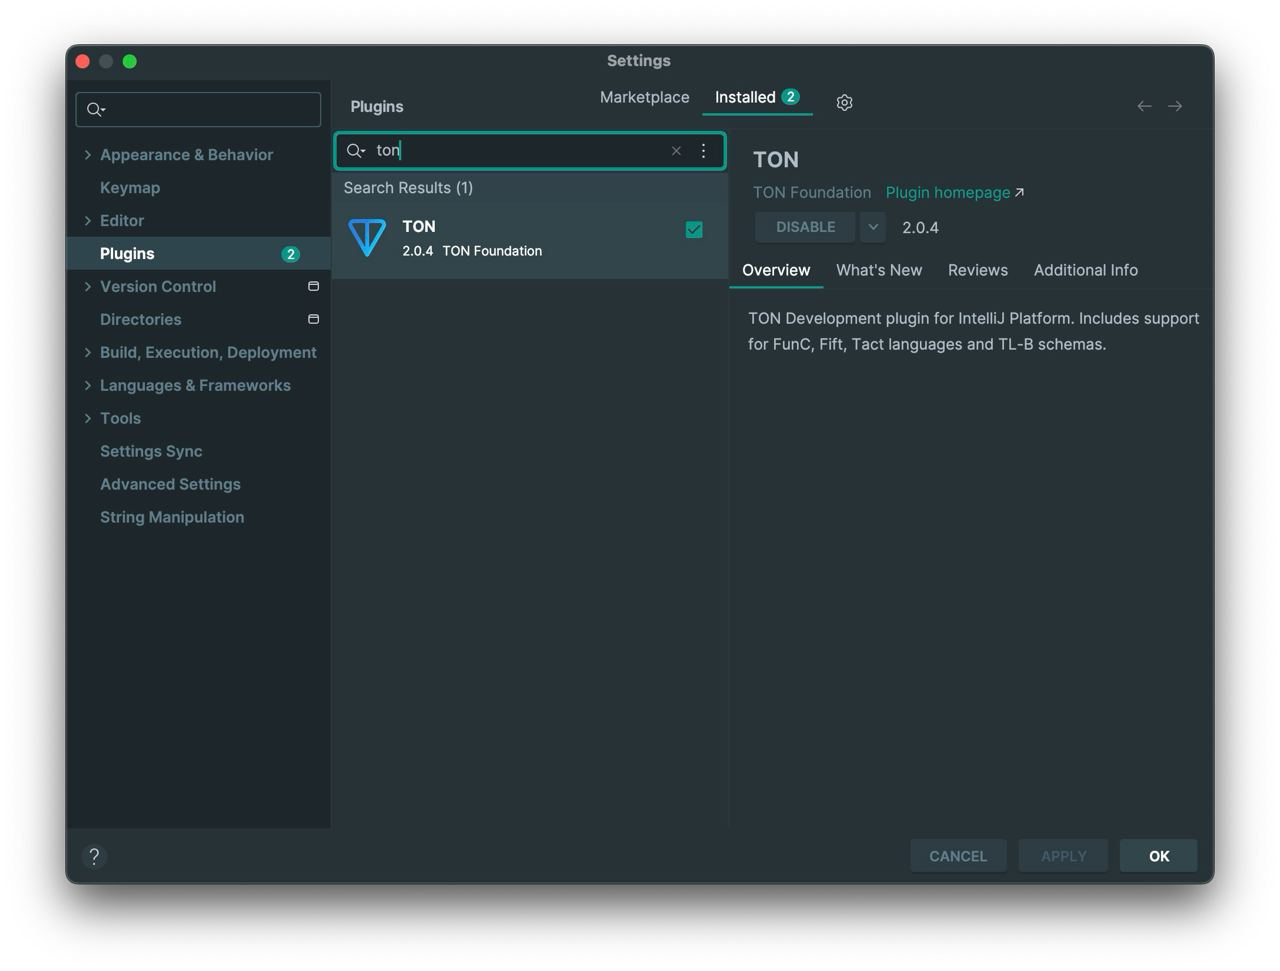 Settings
Appearance & Behavior
Keymap
Editor
Plugins 2
Version Control
Directories
Build, Execution, Deployment
Languages & Frameworks
Tools
Settings Sync
Advanced Settings
String Manipulation
Plugins
Marketplace
Installed 2
ton
Search Results (1)
TON
2.0.4 TON Foundation
TON
TON Foundation Plugin homepage
DISABLE 2.0.4
Overview What's New Reviews Additional Info
TON Development plugin for IntelliJ Platform. Includes support
for FunC, Fift, Tact languages and TL-B schemas.
?
CANCEL
APPLY
OK